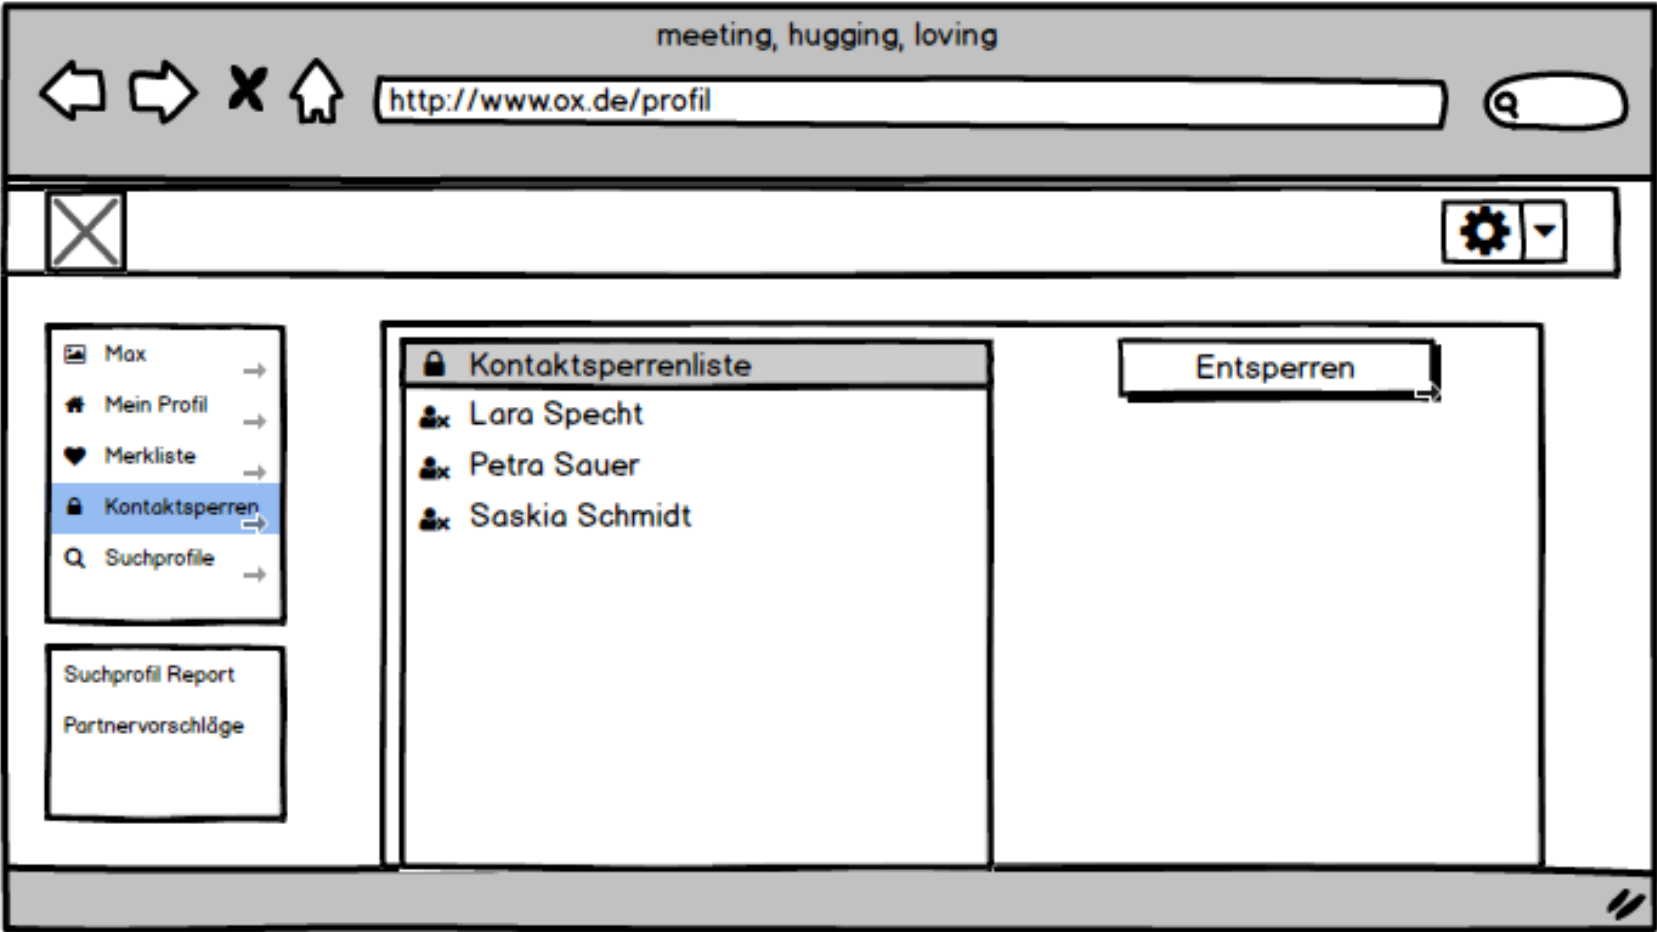 meeting, hugging, loving
http://www.ox.de/profil
Max
Mein Profil
Merkliste
Kontaktsperren
Suchprofile
Suchprofil Report
Partnervorschläge
Kontaktsperrenliste
Lara Specht
Petra Sauer
Saskia Schmidt
Entsperren